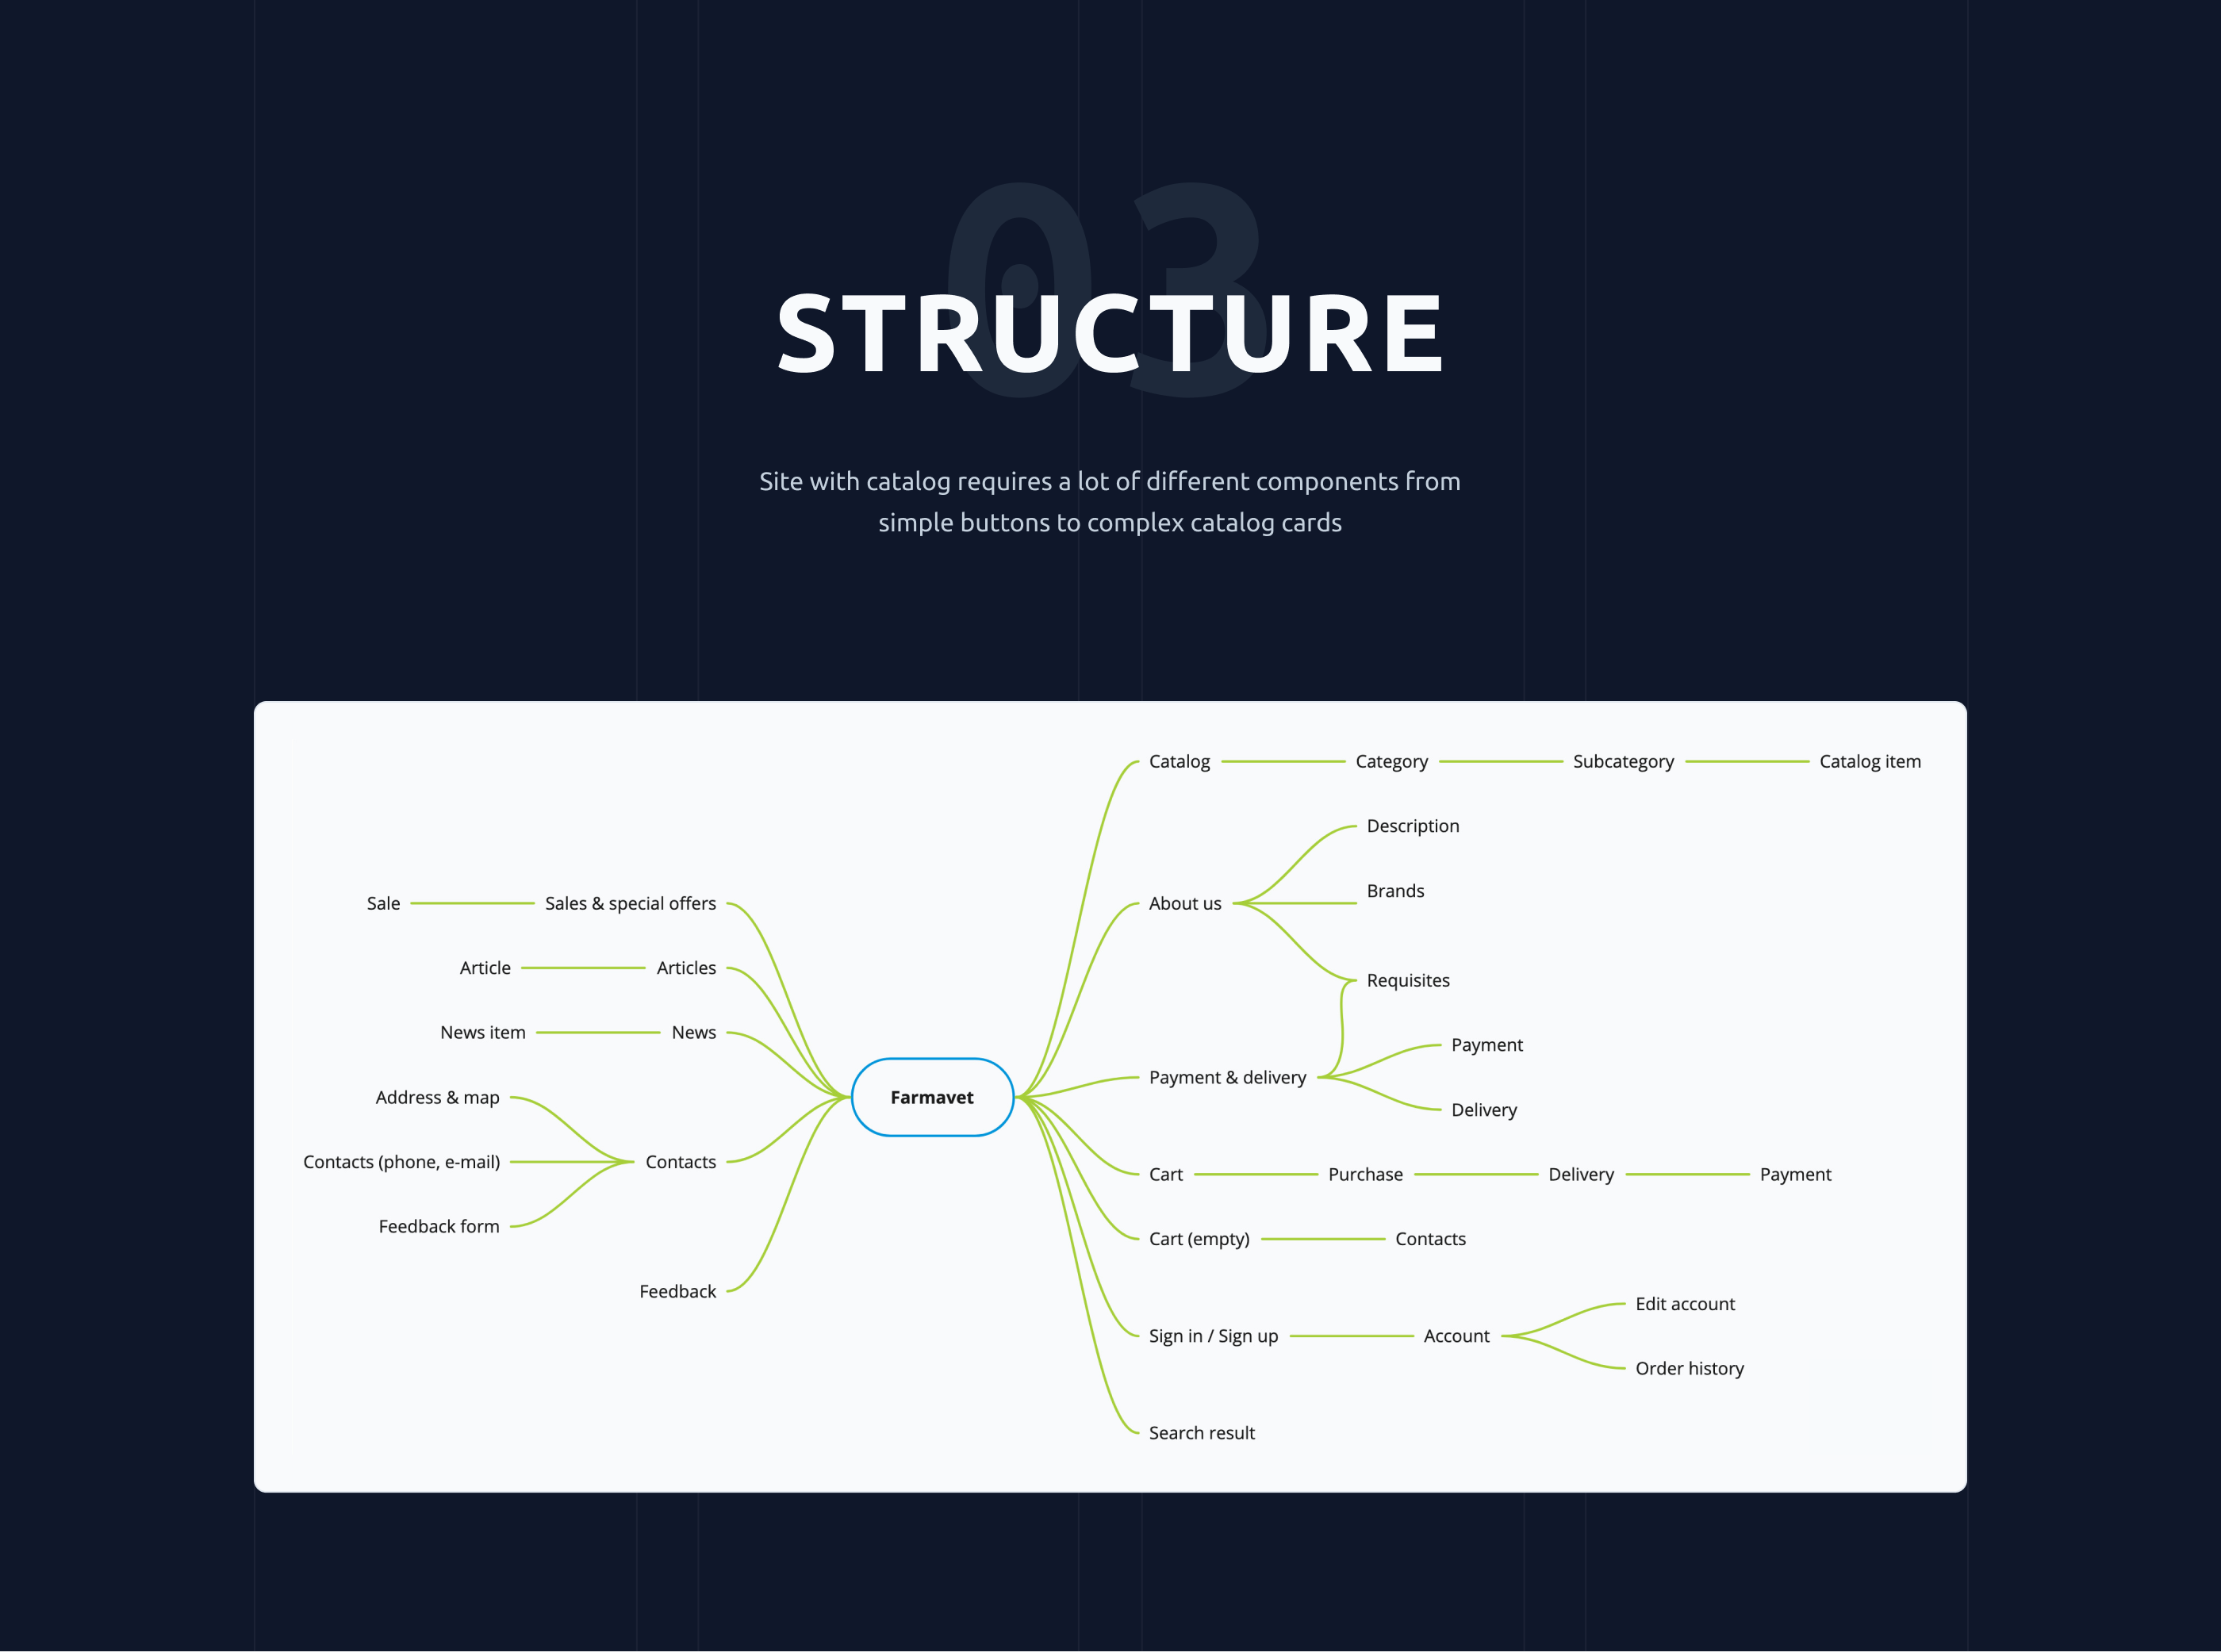 03
STRUCTURE
Site with catalog requires a lot of different components from
simple buttons to complex catalog cards
Sale
Sales & special offers
Article
Articles
News item
News
Address & map
Contacts (phone, e-mail)
Feedback form
Contacts
Feedback
Farmavet
Catalog
Category
Subcategory
Catalog item
About us
Description
Brands
Requisites
Payment & delivery
Payment
Delivery
Cart
Purchase
Delivery
Payment
Cart (empty)
Contacts
Sign in / Sign up
Account
Edit account
Order history
Search result